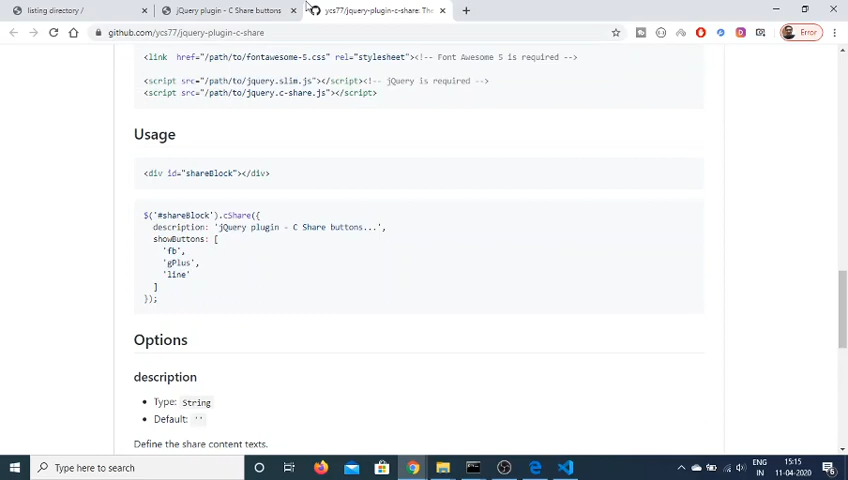 listing directory /
jQuery plugin - C Share buttons
ycs77/jquery-plugin-c-share: The
github.com/ycs77/jquery-plugin-c-share
Error
<link  href="/path/to/fontawesome-5.css" rel="stylesheet"><!-- Font Awesome 5 is required -->
<script src="/path/to/jquery.slim.js"></script><!-- jQuery is required -->
<script src="/path/to/jquery.c-share.js"></script>
Usage
<div id="shareBlock"></div>
$('#shareBlock').cShare({
description: 'jQuery plugin - C Share buttons...',
showButtons: [
'fb',
'gPlus',
'line'
]
});
Options
description
• Type: String
• Default: ''
Define the share content texts.
Type here to search
ENG
IN
15:15
11-04-2020
6